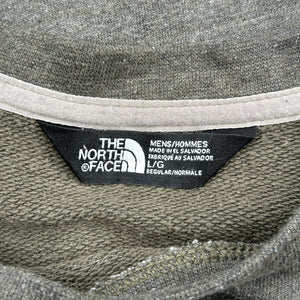 THE
NORTH
FACE
®
MENS/HOMMES
MADE IN EL SALVADOR
FABRIQUÉ AU SALVADOR
L/G
REGULAR/NORMALE